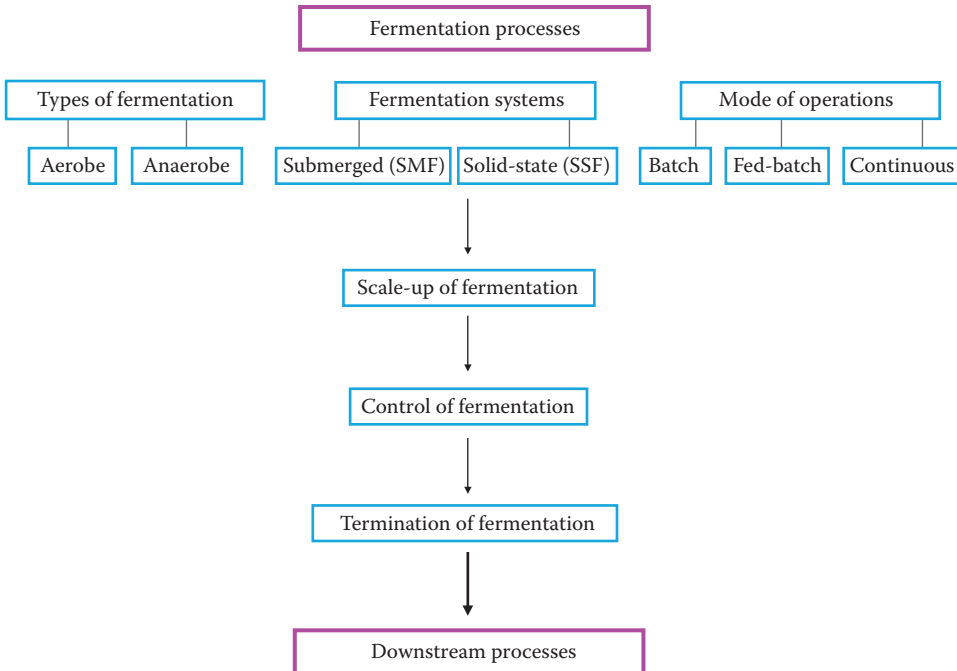 Fermentation processes
Types of fermentation
Fermentation systems
Mode of operations
Aerobe
Anaerobe
Submerged (SMF)
Solid-state (SSF)
Batch
Fed-batch
Continuous
Scale-up of fermentation
Control of fermentation
Termination of fermentation
Downstream processes